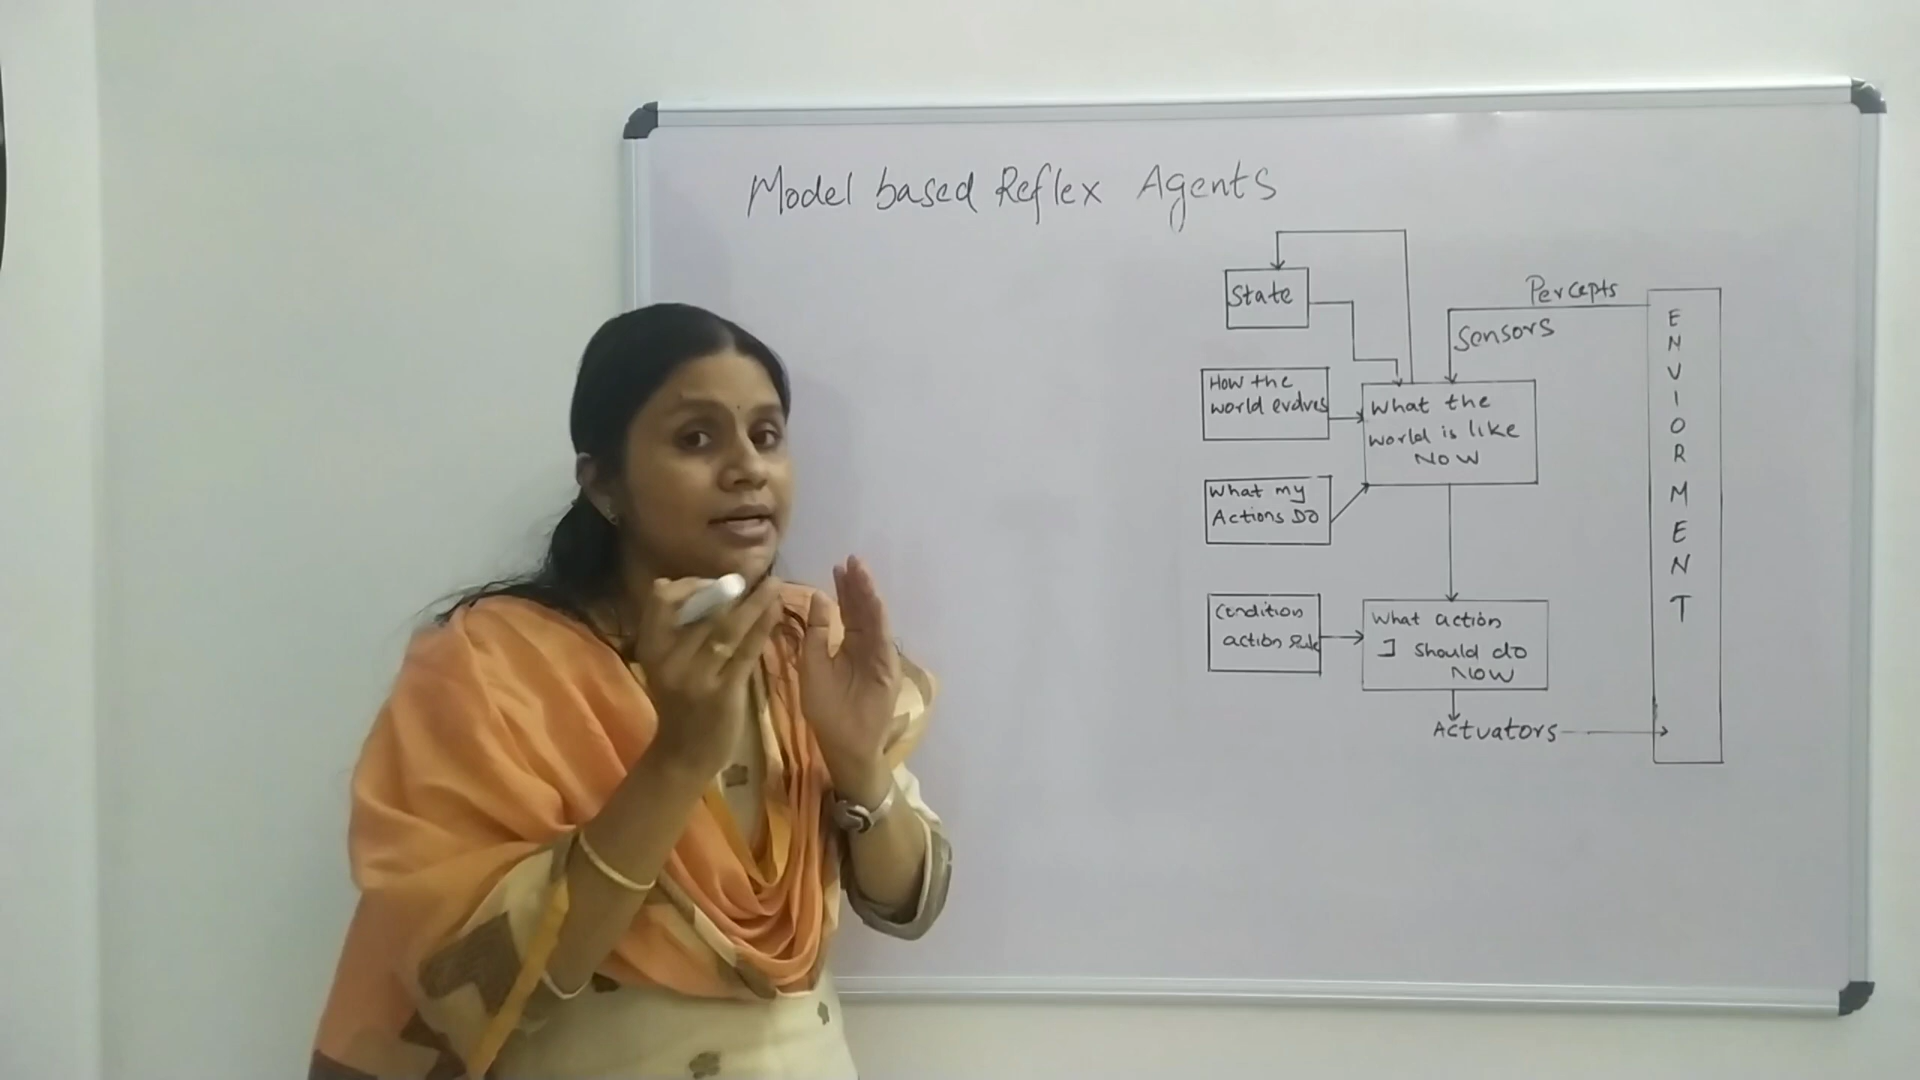 Model based Reflex Agents
State
Percepts
Sensors
How the
world evolves
What the
world is like
NOW
What my
Actions DO
Condition
action Rule
What action
I should do
NOW
Actuators
ENVIORMENT